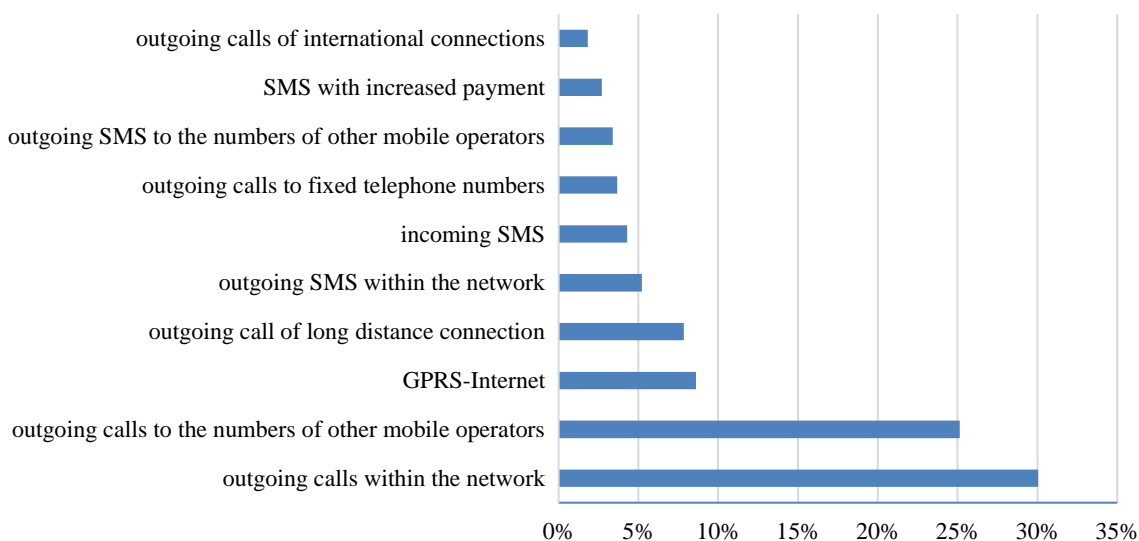 outgoing calls of international connections
SMS with increased payment
outgoing SMS to the numbers of other mobile operators
outgoing calls to fixed telephone numbers
incoming SMS
outgoing SMS within the network
outgoing call of long distance connection
GPRS-Internet
outgoing calls to the numbers of other mobile operators
outgoing calls within the network
0% 5% 10% 15% 20% 25% 30% 35%